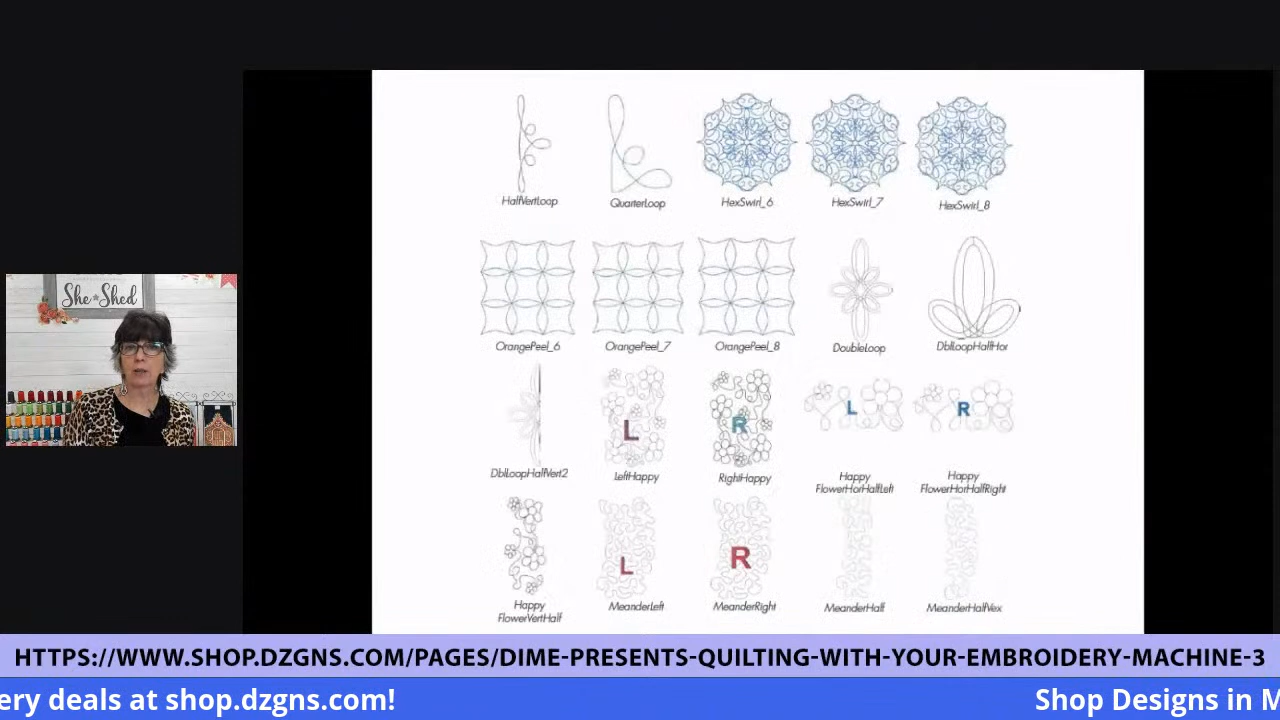 She Shed
HalfVertLoop
QuarterLoop
HexSwirl_6
HexSwirl_7
HexSwirl_8
OrangePeel_6
OrangePeel_7
OrangePeel_8
DoubleLoop
DblLoopHalfHor
L
R
L
R
DblLoopHalfVert2
LeftHappy
RightHappy
Happy
FlowerHorHalfLeft
Happy
FlowerHorHalfRight
L
R
Happy
FlowerVertHalf
MeanderLeft
MeanderRight
MeanderHalf
MeanderHalfVex
HTTPS://WWW.SHOP.DZGNS.COM/PAGES/DIME-PRESENTS-QUILTING-WITH-YOUR-EMBROIDERY-MACHINE-3
ery deals at shop.dzgns.com! Shop Designs in M